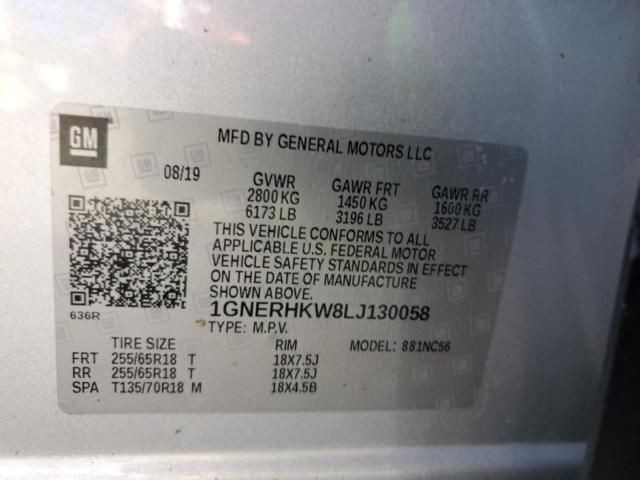 GM
MFD BY GENERAL MOTORS LLC
08/19
GVWR GAWR FRT GAWR RR
2800 KG 1450 KG 1600 KG
6173 LB 3196 LB 3527 LB
THIS VEHICLE CONFORMS TO ALL
APPLICABLE U.S. FEDERAL MOTOR
VEHICLE SAFETY STANDARDS IN EFFECT
ON THE DATE OF MANUFACTURE
SHOWN ABOVE.
636R
1GNERHKW8LJ130058
TYPE: M.P.V.
TIRE SIZE RIM MODEL: 881NC56
FRT 255/65R18 T 18X7.5J
RR 255/65R18 T 18X7.5J
SPA T135/70R18 M 18X4.5B